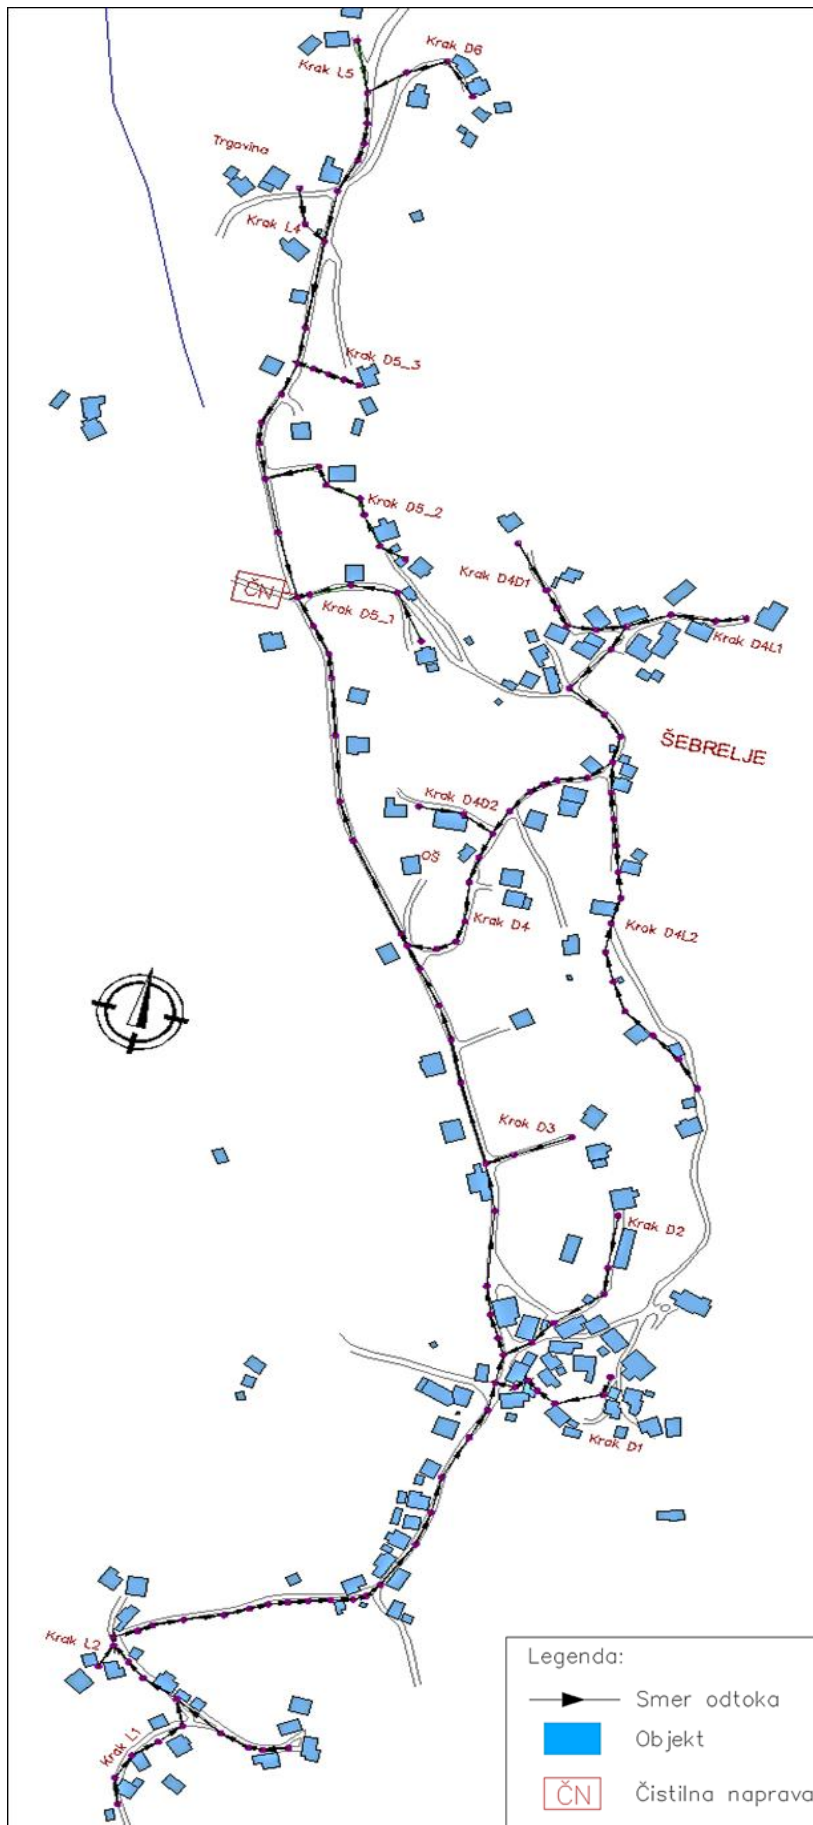 Krak D6
Krak L5
Trgovina
Krak L4
Krak D5_3
Krak D5_2
Krak D4D1
ČN
Krak D5_1
Krak D4L1
ŠEBRELJE
Krak D4D2
OŠ
Krak D4
Krak D4L2
Krak D3
Krak D2
Krak D1
Krak L2
Krak L1
Legenda:
Smer odtoka
Objekt
ČN Čistilna naprava